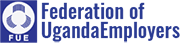 FUE
Federation of
UgandaEmployers